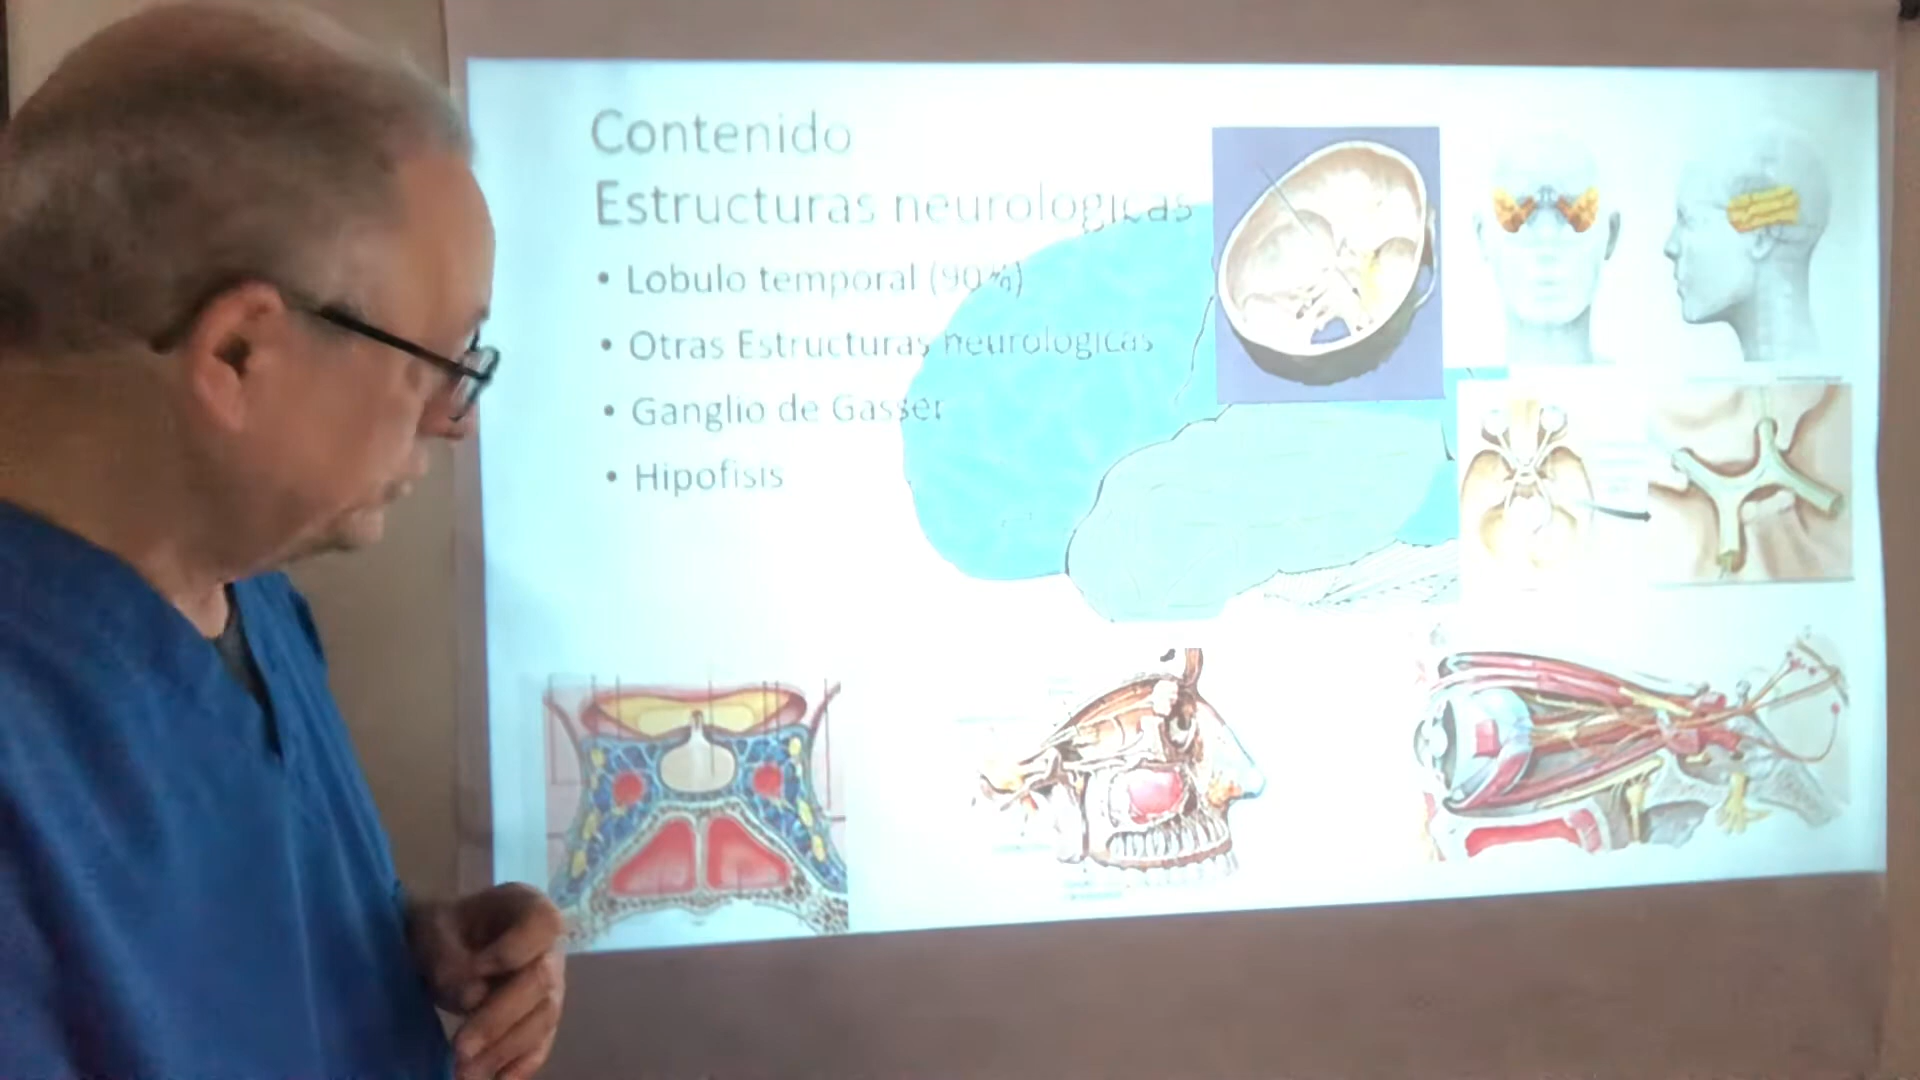 Contenido
Estructuras neurologicas
• Lobulo temporal (90%)
• Otras Estructuras neurologicas
• Ganglio de Gasser
• Hipofisis